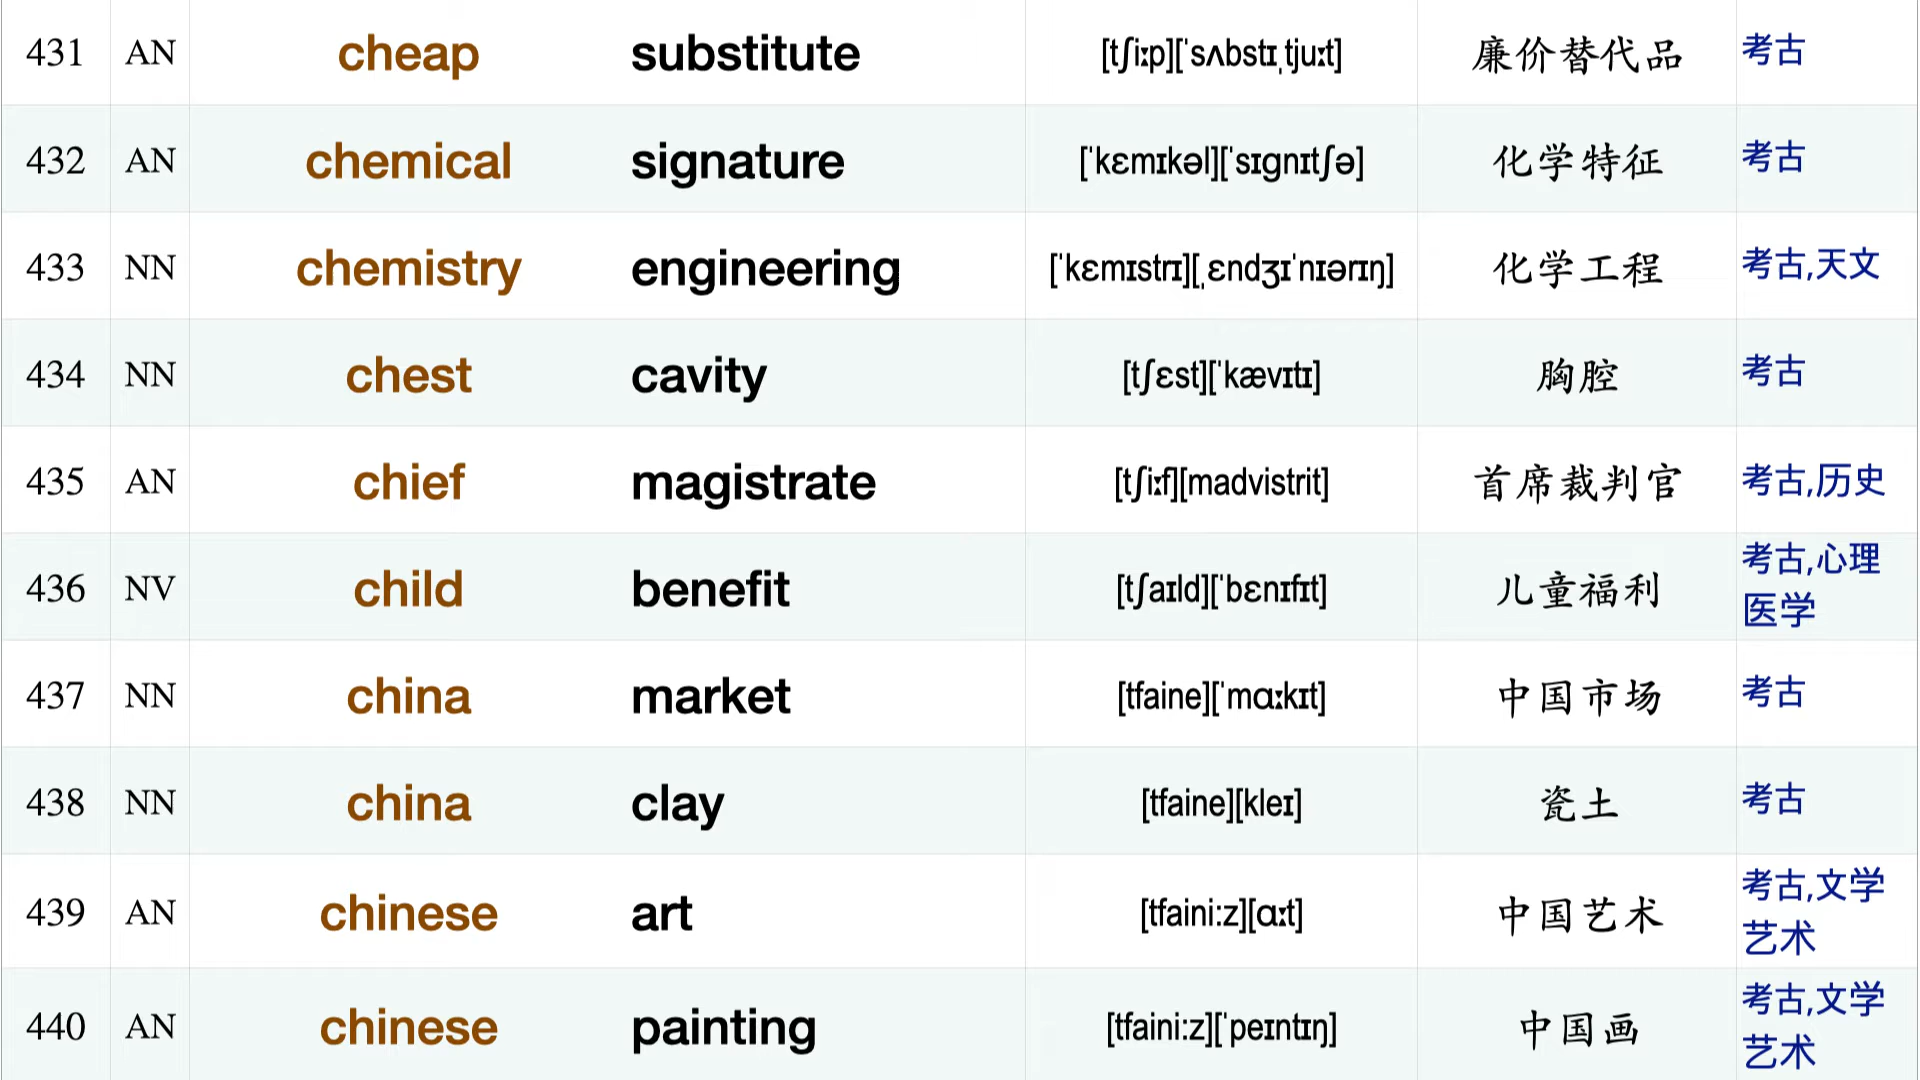 431 AN cheap substitute [tʃiːp][ˈsʌbstɪˌtjuːt] 廉价替代品 考古
432 AN chemical signature [ˈkɛmɪkəl][ˈsɪgnɪtʃə] 化学特征 考古
433 NN chemistry engineering [ˈkɛmɪstrɪ][ˌɛndʒɪˈnɪərɪŋ] 化学工程 考古,天文
434 NN chest cavity [tʃɛst][ˈkævɪtɪ] 胸腔 考古
435 AN chief magistrate [tʃiːf][madvistrit] 首席裁判官 考古,历史
436 NV child benefit [tʃaɪld][ˈbɛnɪfɪt] 儿童福利 考古,心理
医学
437 NN china market [tfaine][ˈmɑːkɪt] 中国市场 考古
438 NN china clay [tfaine][kleɪ] 瓷土 考古
439 AN chinese art [tfaini:z][ɑːt] 中国艺术 考古,文学
艺术
440 AN chinese painting [tfaini:z][ˈpeɪntɪŋ] 中国画 考古,文学
艺术